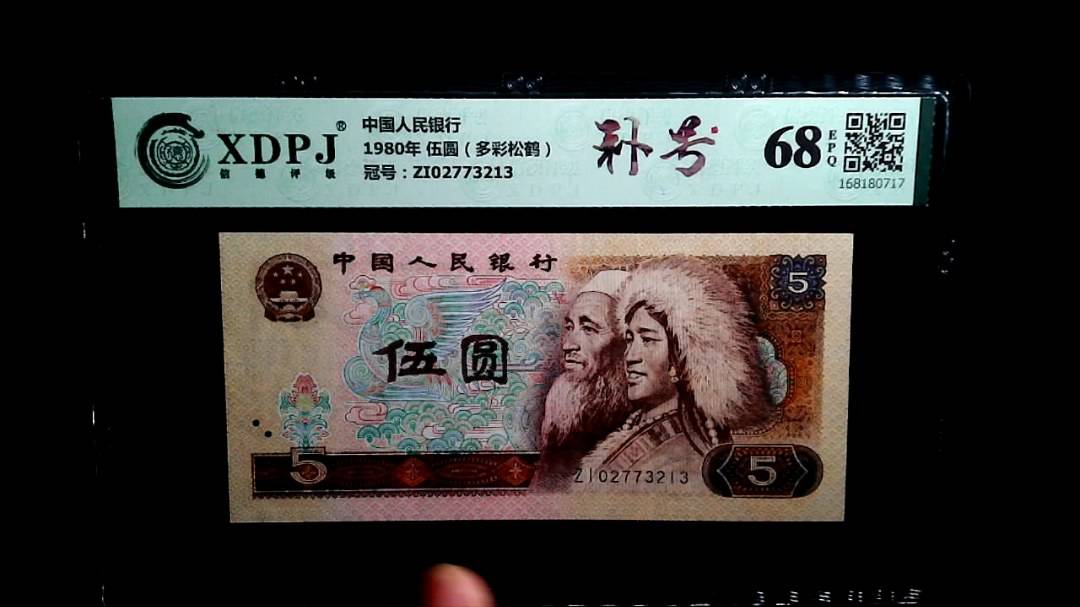 XDPJ®
信德评级
中国人民银行
1980年 伍圆（多彩松鹤）
冠号：ZI02773213
补号
68
EPQ
168180717
中国人民银行
5
伍圆
5
ZI02773213
5